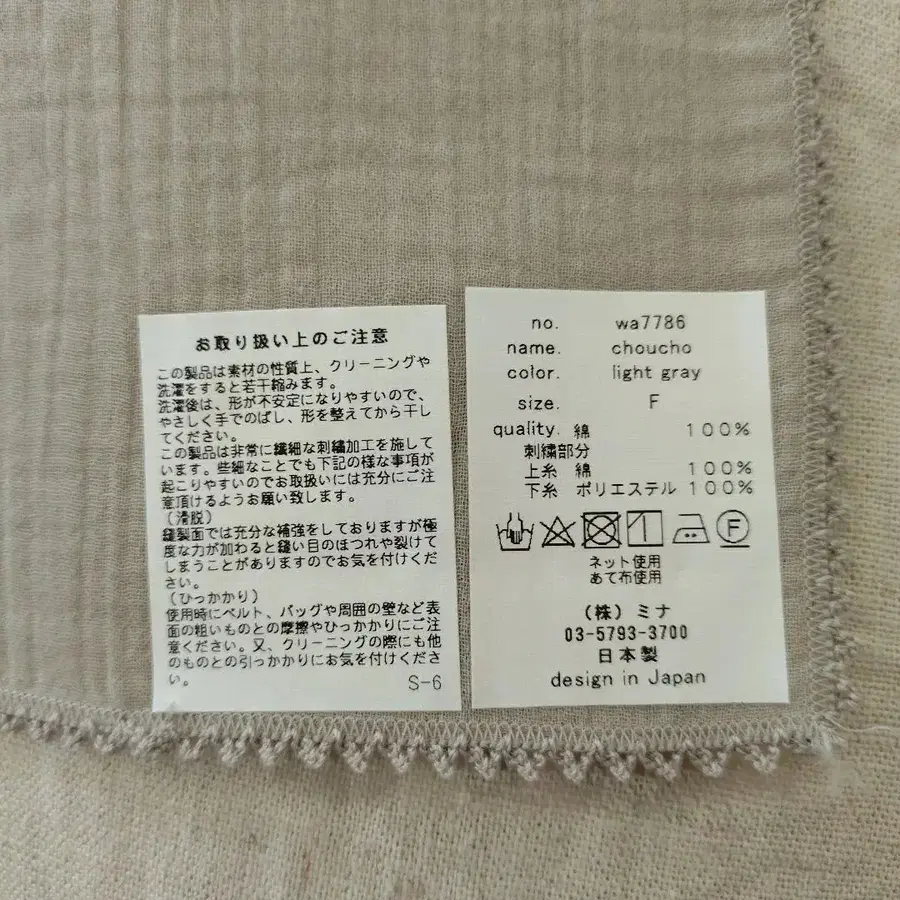 お取り扱い上のご注意
この製品は素材の性質上、クリーニングや
洗濯をすると若干縮みます。
洗濯後は、形が不安定になりやすいので、
やさしく手でのばし、形を整えてから干し
てください。
この製品は非常に繊細な刺繍加工を施して
います。些細なことでも下記の様な事項が
起こりやすいのでお取扱いには充分にご注
意頂けるようお願い致します。
（滑脱）
縫製面では充分な補強をしておりますが極
度な力が加わると縫い目のほつれや裂けて
しまうことがありますのでお気を付けくだ
さい。
（ひっかかり）
使用時にベルト、バッグや周囲の壁など表
面の粗いものとの摩擦やひっかかりにご注
意ください。又、クリーニングの際にも他
のものとの引っかかりにお気を付けくださ
い。
S-6
no. wa7786
name. choucho
color. light gray
size. F
quality. 綿 100%
刺繍部分
上糸 綿 100%
下糸 ポリエステル 100%
F
ネット使用
あて布使用
（株）ミナ
03-5793-3700
日本製
design in Japan